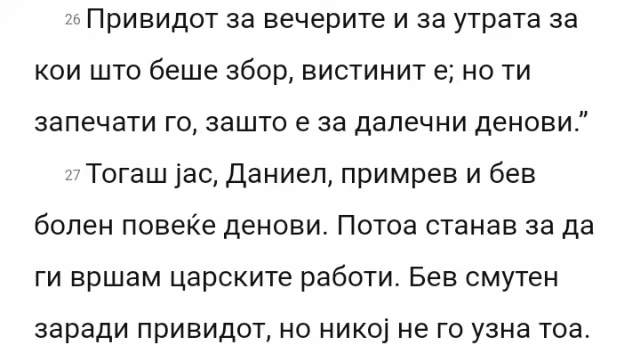 26 Привидот за вечерите и за утрата за
кои што беше збор, вистинит е; но ти
запечати го, зашто е за далечни денови.”
27 Тогаш јас, Даниел, примрев и бев
болен повеќе денови. Потоа станав за да
ги вршам царските работи. Бев смутен
заради привидот, но никој не го узна тоа.